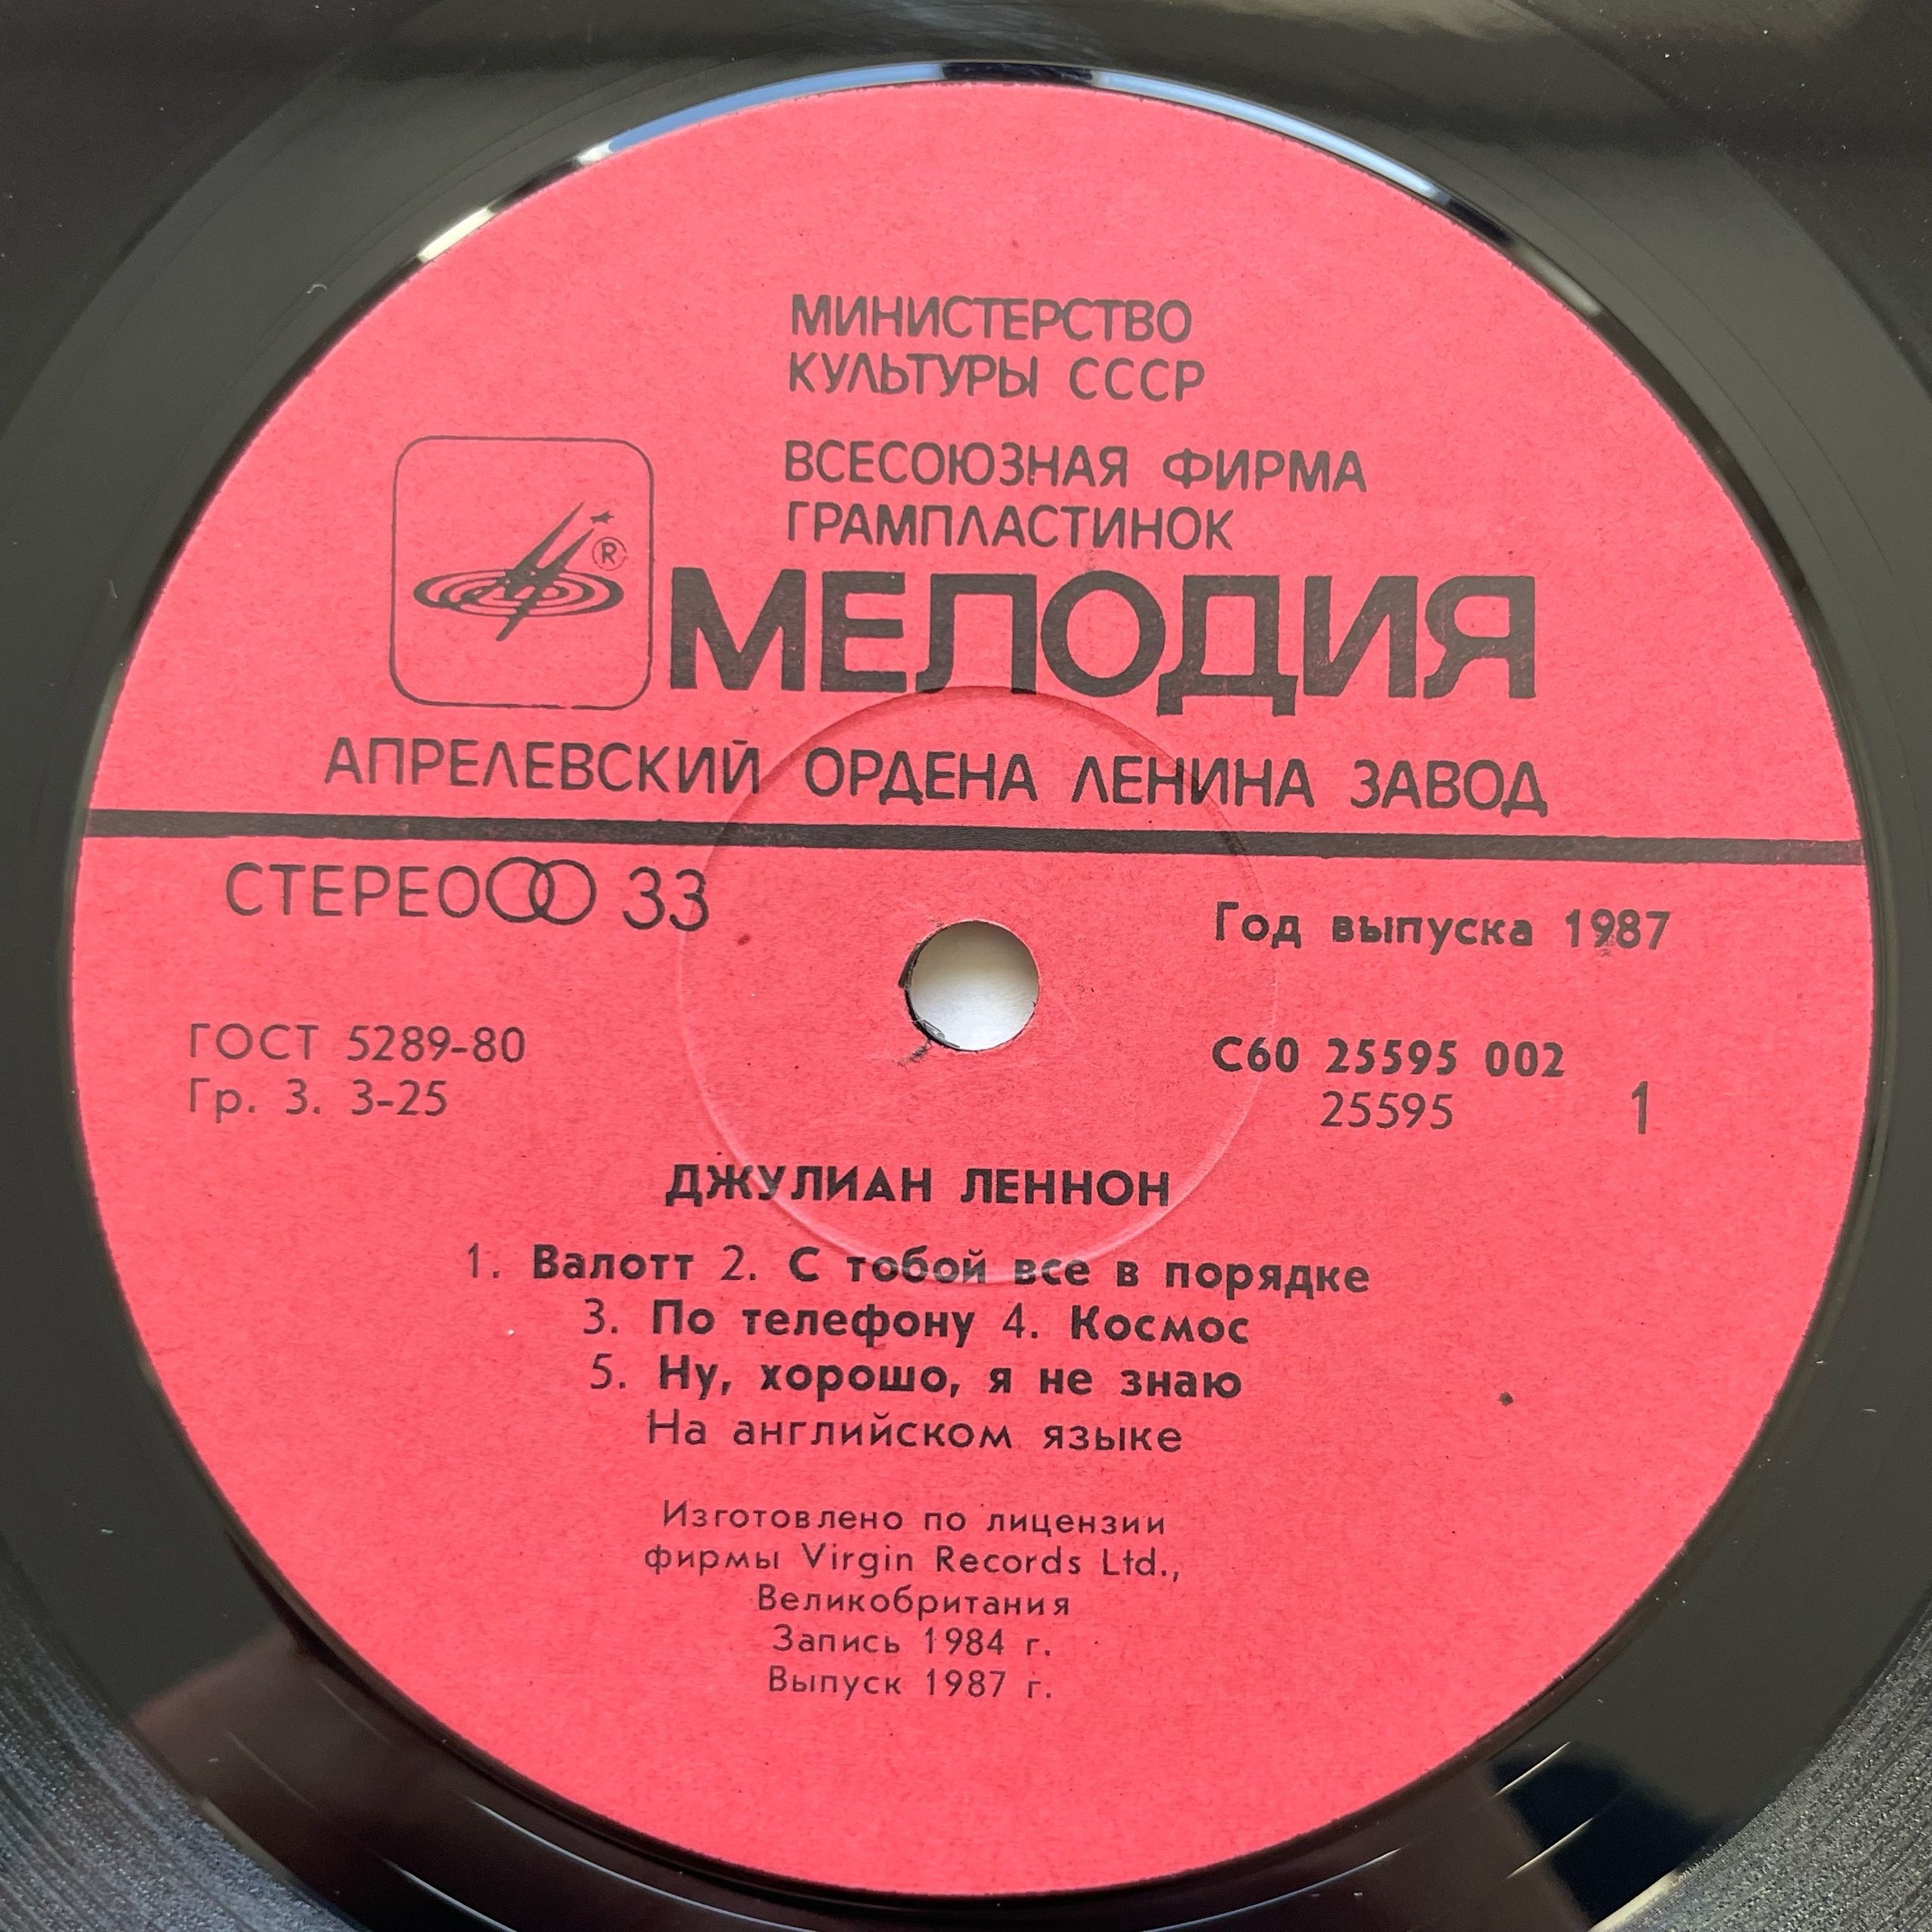 МИНИСТЕРСТВО
КУЛЬТУРЫ СССР
ВСЕСОЮЗНАЯ ФИРМА
ГРАМПЛАСТИНОК
®
МЕЛОДИЯ
АПРЕЛЕВСКИЙ ОРДЕНА ЛЕНИНА ЗАВОД
СТЕРЕО 33
Год выпуска 1987
ГОСТ 5289-80
Гр. 3. 3-25
С60 25595 002
25595 1
ДЖУЛИАН ЛЕННОН
1. Валотт 2. С тобой все в порядке
3. По телефону 4. Космос
5. Ну, хорошо, я не знаю
На английском языке
Изготовлено по лицензии
фирмы Virgin Records Ltd.,
Великобритания
Запись 1984 г.
Выпуск 1987 г.